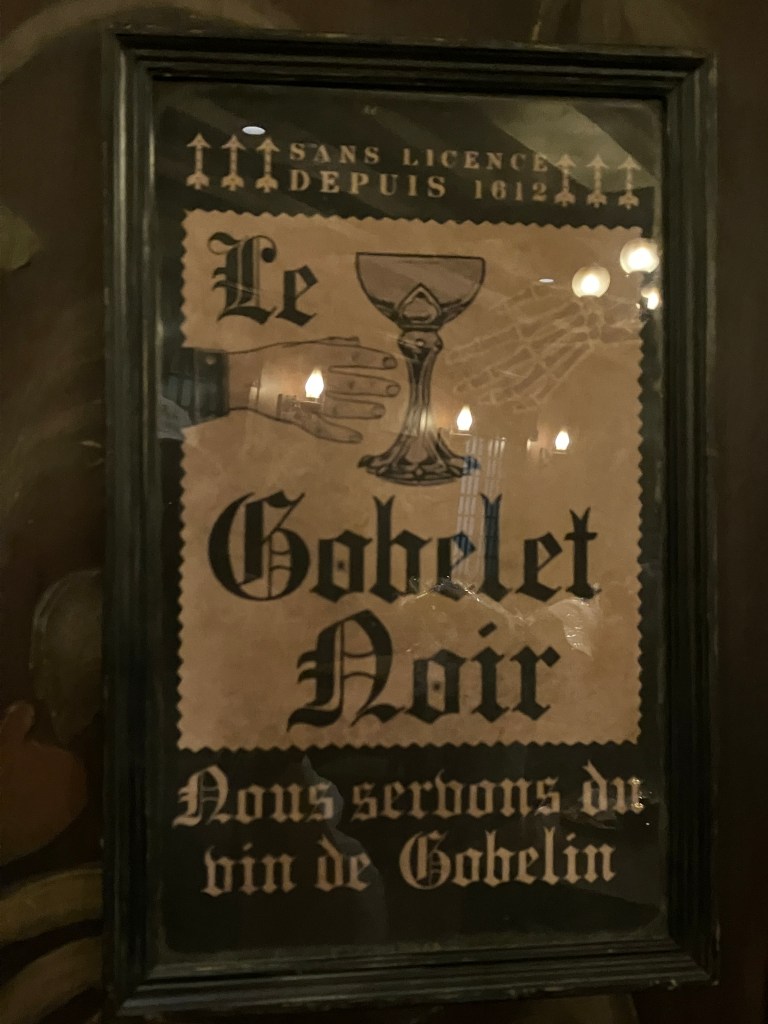 SANS LICENCE
DEPUIS 1612
Le
Gobelet
Noir
Nous servons du
vin de Gobelin